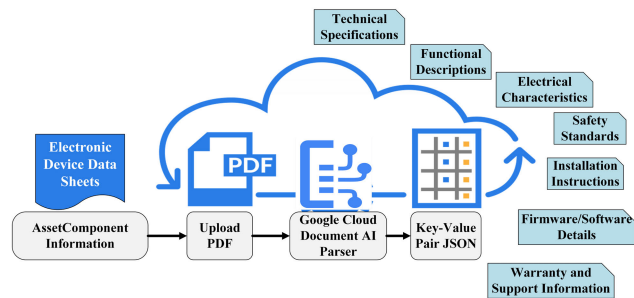 Technical
Specifications
Functional
Descriptions
Electrical
Characteristics
Safety
Standards
Installation
Instructions
Firmware/Software
Details
Warranty and
Support Information
Electronic
Device Data
Sheets
PDF
AssetComponent
Information
Upload
PDF
Google Cloud
Document AI
Parser
Key-Value
Pair JSON